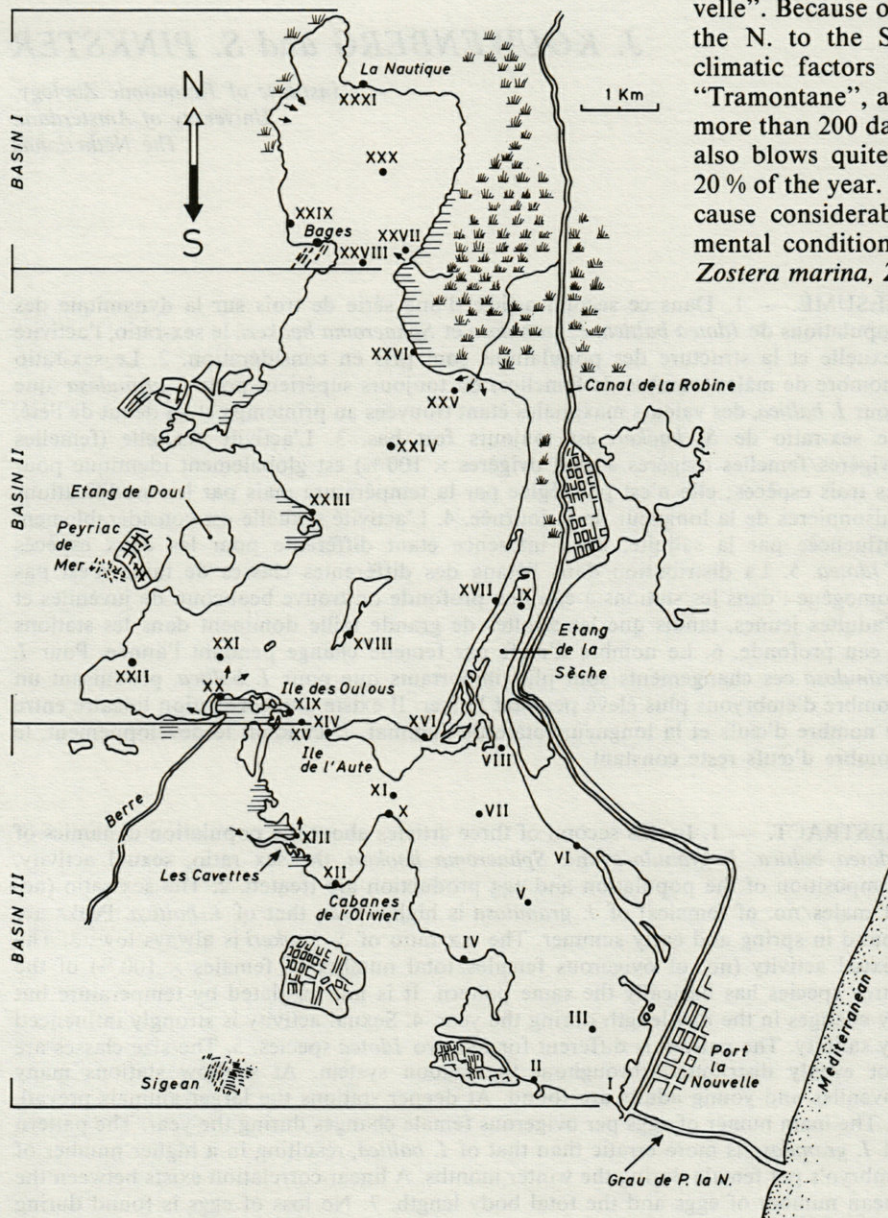 velle”. Because o
the N. to the S
climatic factors
“Tramontane”, a
more than 200 da
also blows quite
20 % of the year.
cause considerab
mental condition
Zostera marina, Z
N
S
1 Km
BASIN I
BASIN II
BASIN III
La Nautique
XXXI
XXX
XXIX
Bages
XXVIII
XXVII
XXVI
XXV
Canal de la Robine
XXIV
Etang de Doul
XXIII
Peyriac
de
Mer
XVII
IX
XVIII
Etang
de la
Sèche
XXI
XXII
XX
Ile des Oulous
XIX
XIV
XV
XVI
Ile
de l'Aute
VIII
Berre
XI
X
VII
XIII
VI
Les Cavettes
XII
Cabanes
de l'Olivier
V
IV
III
Mediterranean
Port
la
Nouvelle
II
I
Sigean
Grau de P. la N.